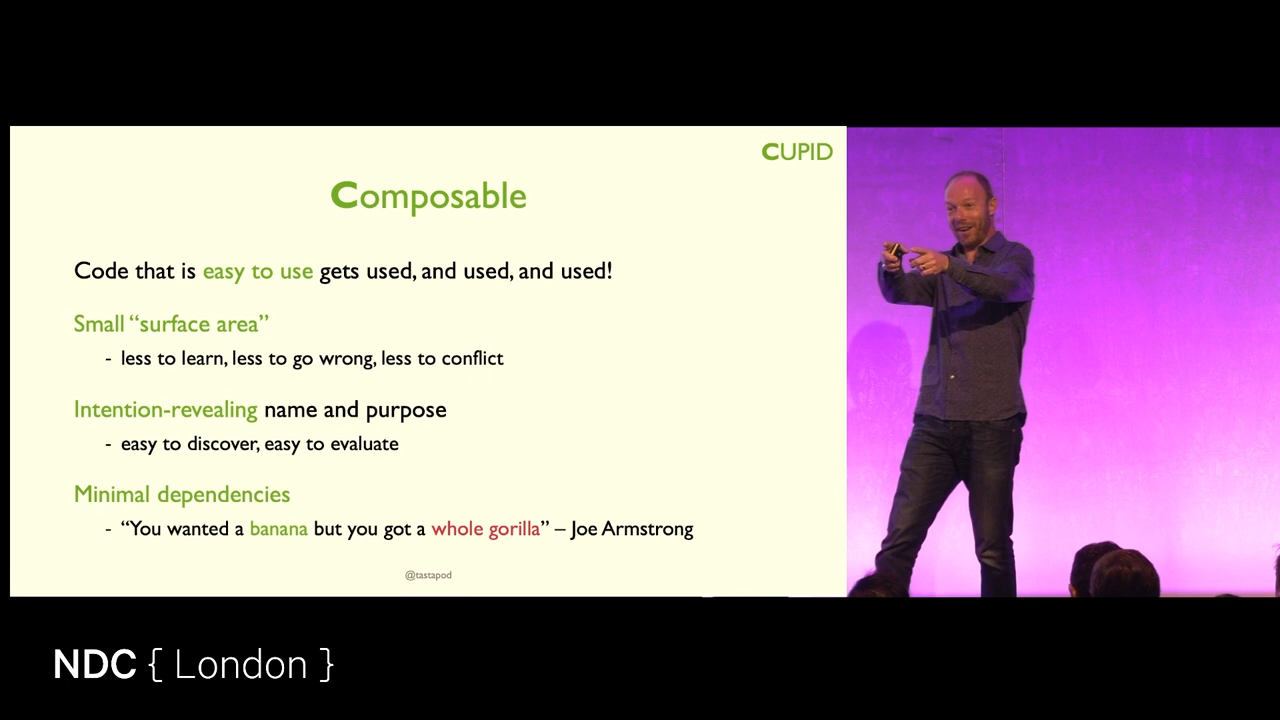 CUPID
Composable
Code that is easy to use gets used, and used, and used!
Small “surface area”
- less to learn, less to go wrong, less to conflict
Intention-revealing name and purpose
- easy to discover, easy to evaluate
Minimal dependencies
- “You wanted a banana but you got a whole gorilla” – Joe Armstrong
@tastapod
NDC { London }